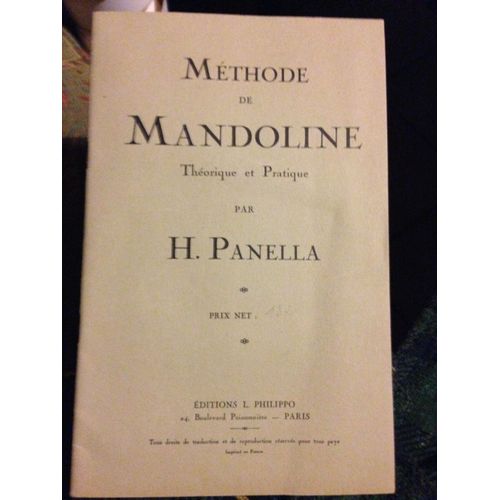 MÉTHODE
DE
MANDOLINE
Théorique et Pratique
PAR
H. PANELLA
PRIX NET :
ÉDITIONS L. PHILIPPO
24, Boulevard Poissonnière - PARIS
Tous droits de traduction et de reproduction réservés pour tous pays
Imprimé en France